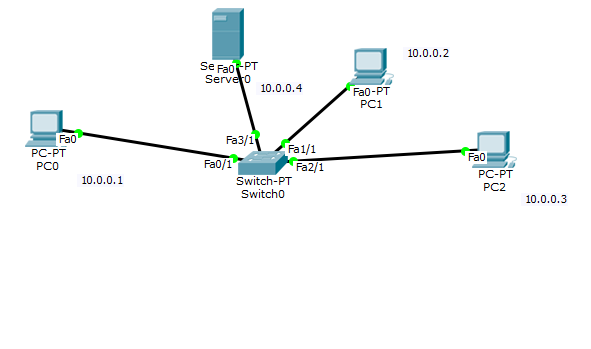 Se -PT
Fa0
Server0
10.0.0.4
10.0.0.2
Fa0-PT
PC1
Fa0
PC-PT
PC0
10.0.0.1
Fa3/1
Fa0/1
Fa1/1
Fa2/1
Switch-PT
Switch0
Fa0
PC-PT
PC2
10.0.0.3